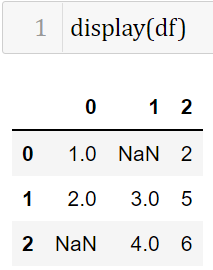 1 display(df)
0 1 2
0 1.0 NaN 2
1 2.0 3.0 5
2 NaN 4.0 6